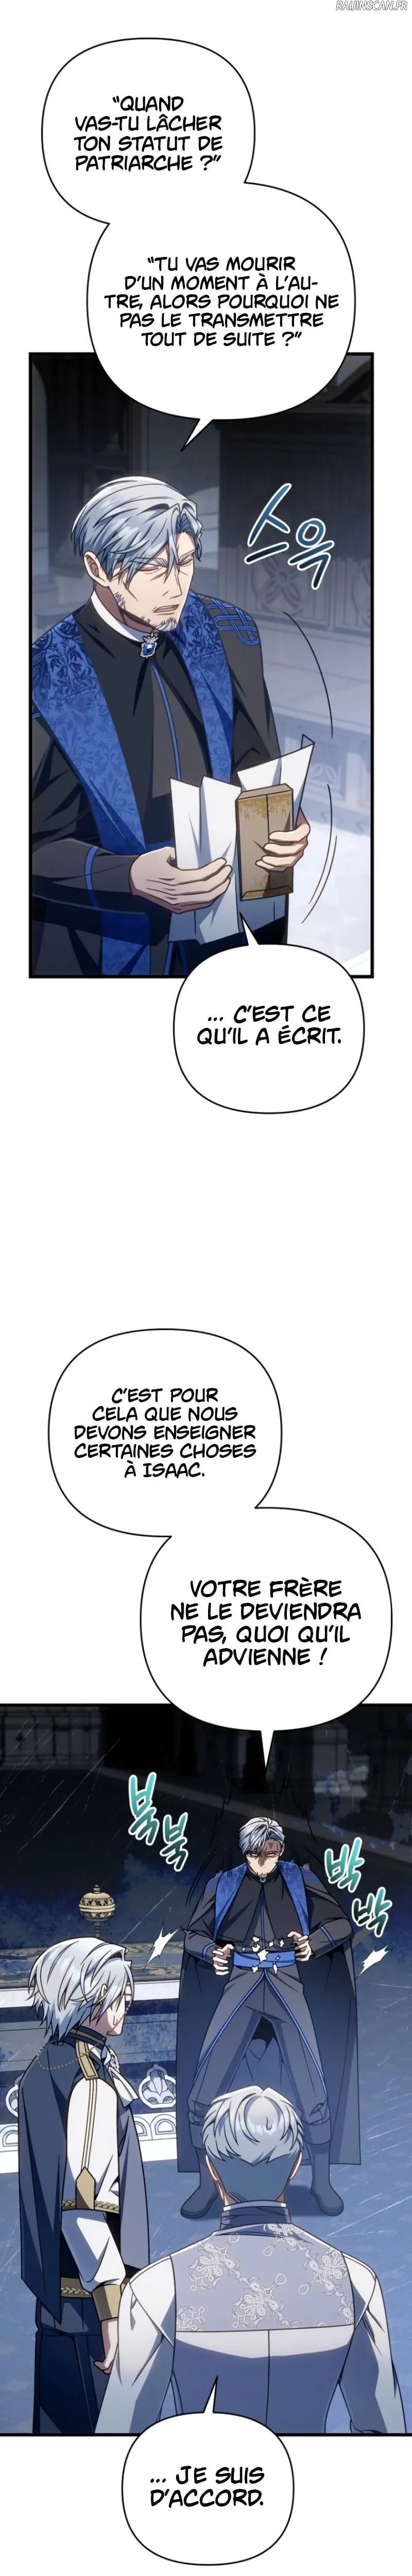 RAIJINSCAN.FR
"QUAND
VAS-TU LÂCHER
TON STATUT DE
PATRIARCHE ?"
"TU VAS MOURIR
D'UN MOMENT À L'AU-
TRE, ALORS POURQUOI NE
PAS LE TRANSMETTRE
TOUT DE SUITE ?"
스윽
... C'EST CE
QU'IL A ÉCRIT.
C'EST POUR
CELA QUE NOUS
DEVONS ENSEIGNER
CERTAINES CHOSES
À ISAAC.
VOTRE FRÈRE
NE LE DEVIENDRA
PAS, QUOI QU'IL
ADVIENNE !
북북
박박
... JE SUIS
D'ACCORD.